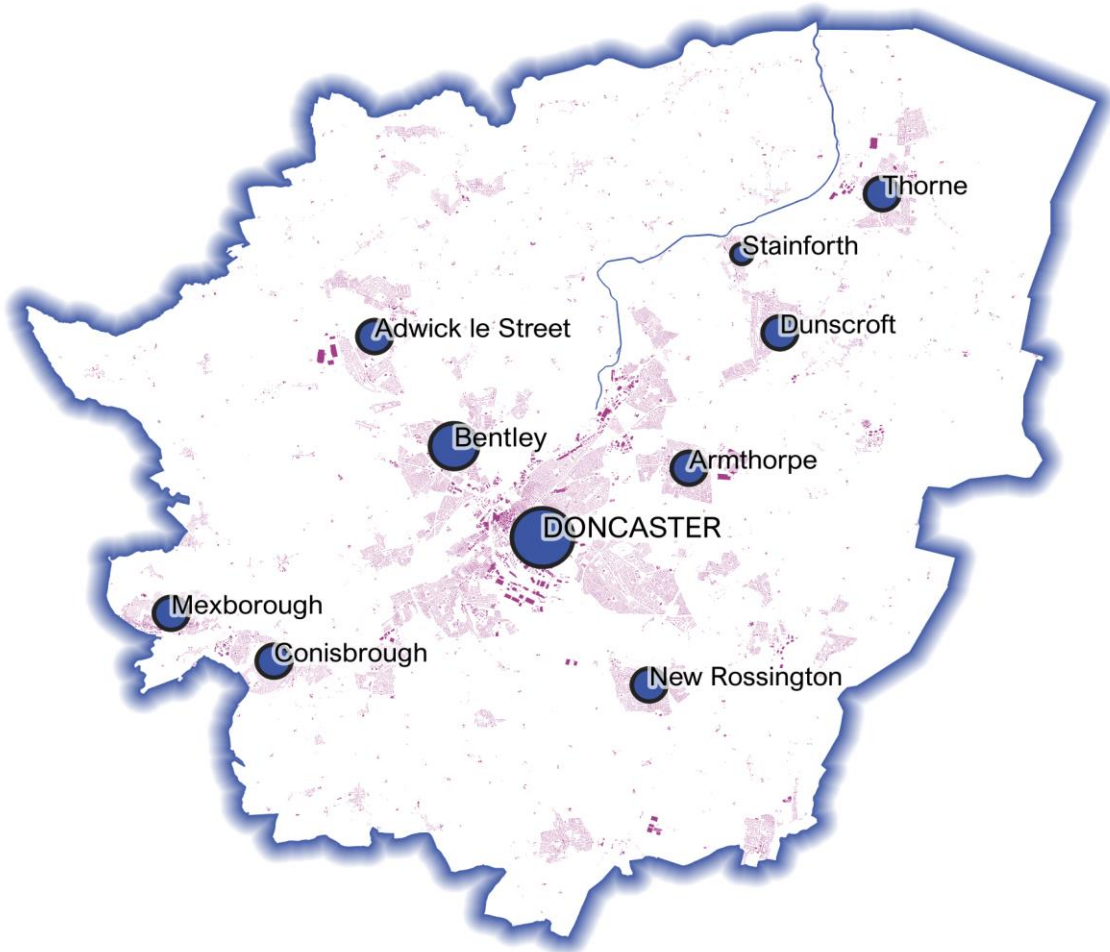 Thorne
Stainforth
Dunscroft
Adwick le Street
Bentley
Armthorpe
DONCASTER
Mexborough
Conisbrough
New Rossington